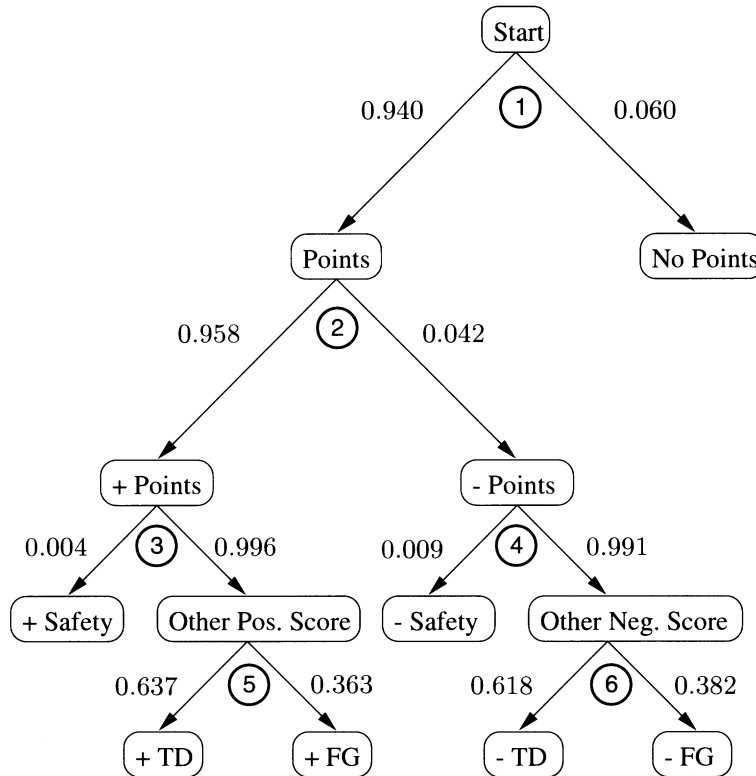 Start
0.940 1 0.060
Points No Points
0.958 2 0.042
+ Points - Points
0.004 3 0.996 0.009 4 0.991
+ Safety Other Pos. Score - Safety Other Neg. Score
0.637 5 0.363 0.618 6 0.382
+ TD + FG - TD - FG